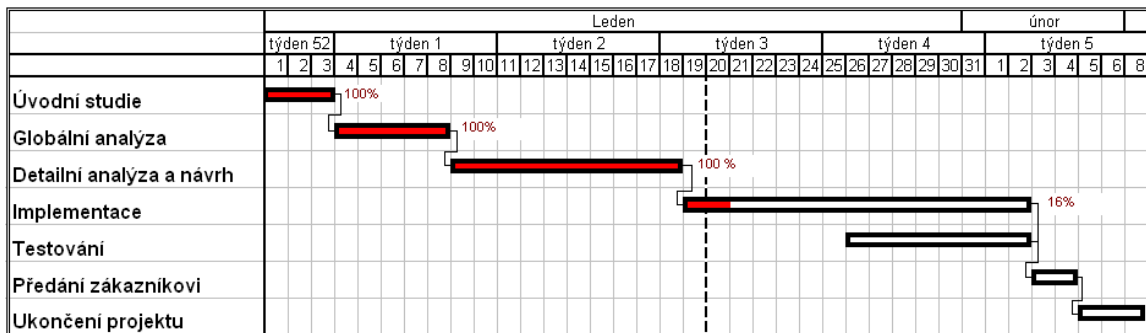 Leden únor
týden 52 týden 1 týden 2 týden 3 týden 4 týden 5
1 2 3 4 5 6 7 8 9 10 11 12 13 14 15 16 17 18 19 20 21 22 23 24 25 26 27 28 29 30 31 1 2 3 4 5 6 8
Úvodní studie 100%
Globální analýza 100%
Detailní analýza a návrh 100 %
Implementace 16%
Testování
Předání zákazníkovi
Ukončení projektu